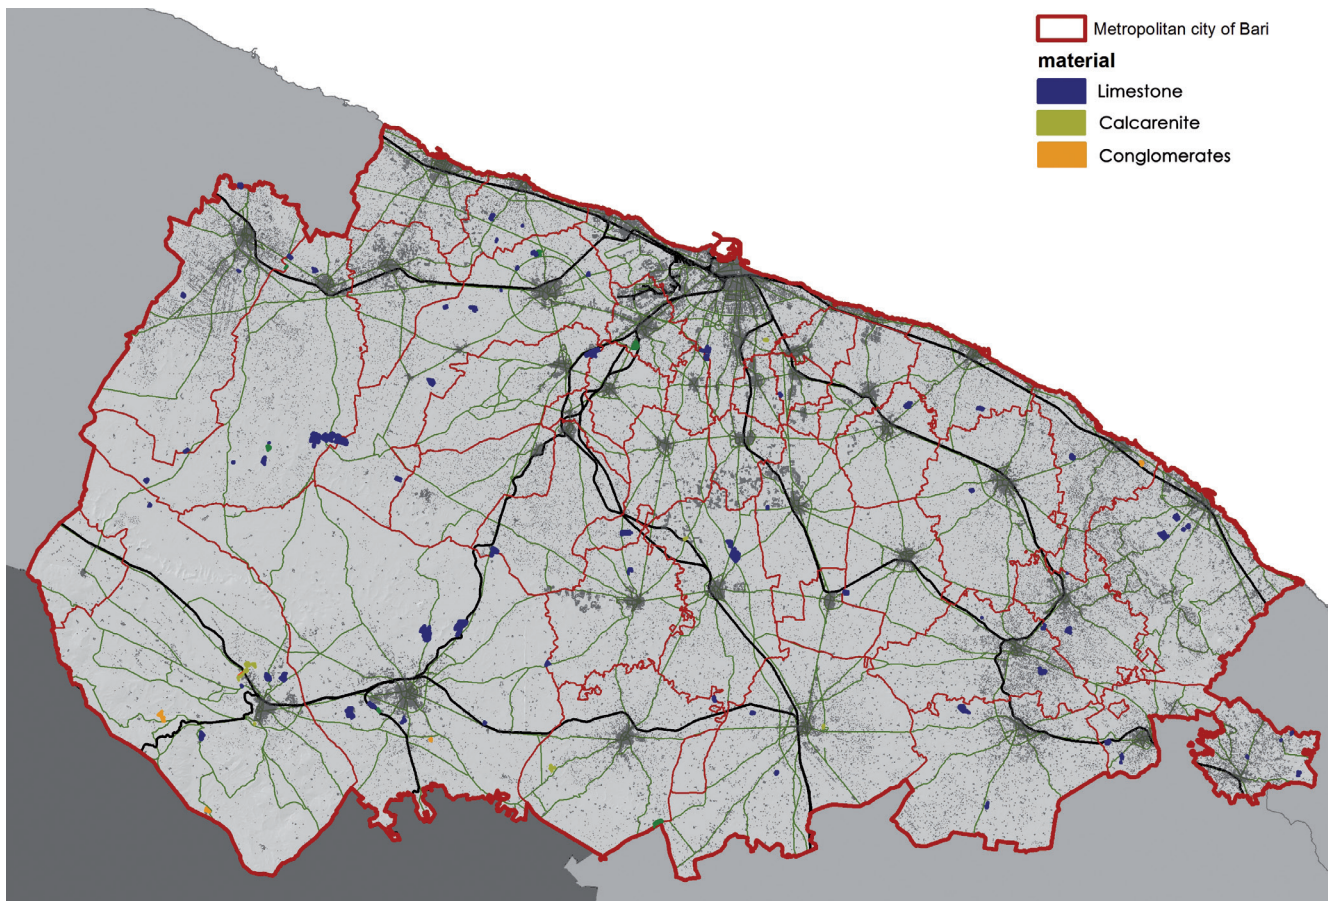 Metropolitan city of Bari
material
Limestone
Calcarenite
Conglomerates